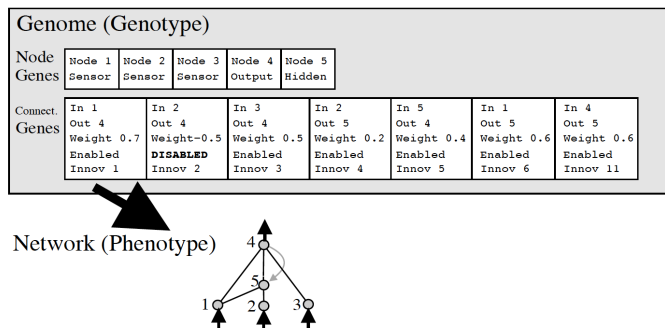 Genome (Genotype)
Node Genes
Node 1 Sensor
Node 2 Sensor
Node 3 Sensor
Node 4 Output
Node 5 Hidden
Connect. Genes
In 1
Out 4
Weight 0.7
Enabled
Innov 1
In 2
Out 4
Weight-0.5
DISABLED
Innov 2
In 3
Out 4
Weight 0.5
Enabled
Innov 3
In 2
Out 5
Weight 0.2
Enabled
Innov 4
In 5
Out 4
Weight 0.4
Enabled
Innov 5
In 1
Out 5
Weight 0.6
Enabled
Innov 6
In 4
Out 5
Weight 0.6
Enabled
Innov 11
Network (Phenotype)
4
5
1
2
3